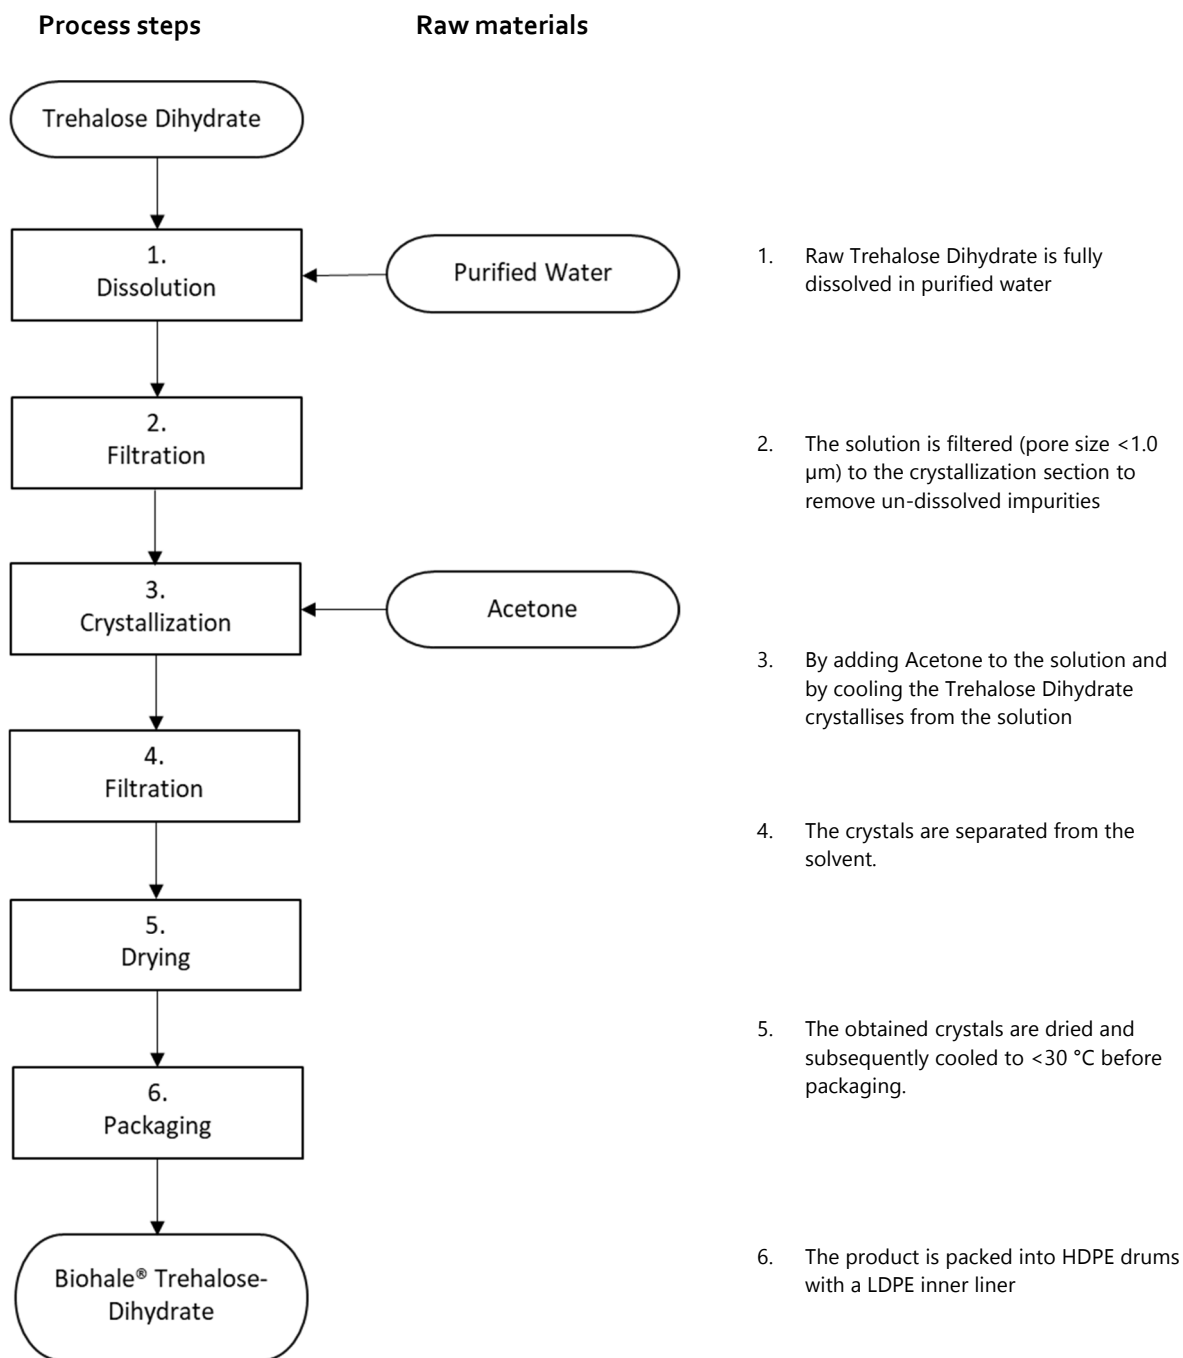 Process steps
Raw materials
Trehalose Dihydrate
1.
Dissolution
Purified Water
1. Raw Trehalose Dihydrate is fully
dissolved in purified water
2.
Filtration
2. The solution is filtered (pore size <1.0
µm) to the crystallization section to
remove un-dissolved impurities
3.
Crystallization
Acetone
3. By adding Acetone to the solution and
by cooling the Trehalose Dihydrate
crystallises from the solution
4.
Filtration
4. The crystals are separated from the
solvent.
5.
Drying
5. The obtained crystals are dried and
subsequently cooled to <30 °C before
packaging.
6.
Packaging
Biohale® Trehalose-
Dihydrate
6. The product is packed into HDPE drums
with a LDPE inner liner